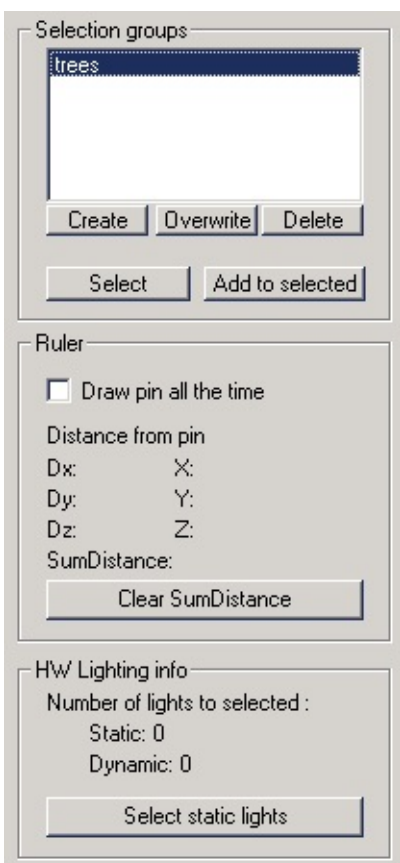 Selection groups
trees
Create Overwrite Delete
Select Add to selected
Ruler
Draw pin all the time
Distance from pin
Dx: X:
Dy: Y:
Dz: Z:
SumDistance:
Clear SumDistance
HW Lighting info
Number of lights to selected :
Static: 0
Dynamic: 0
Select static lights